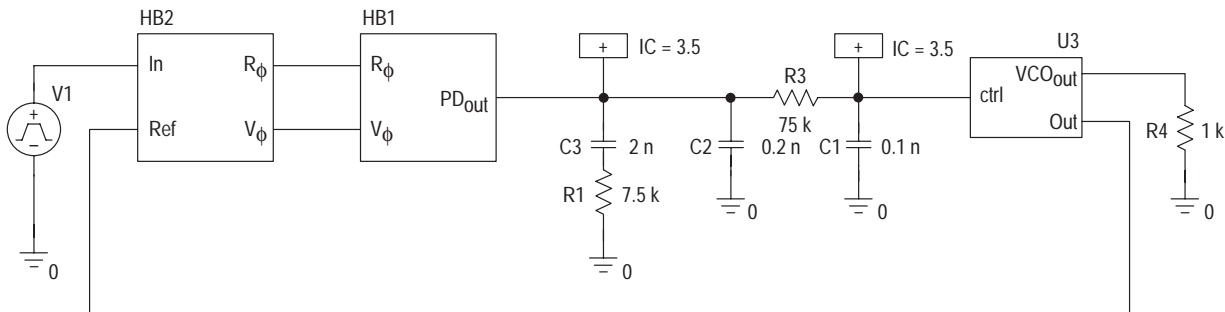 HB2
HB1
IC = 3.5
IC = 3.5
U3
V1
In
Rϕ
Rϕ
R3
VCOout
PDout
ctrl
Ref
Vϕ
Vϕ
75 k
Out
R4
1 k
C3
2 n
C2
0.2 n
C1
0.1 n
R1
7.5 k
0
0
0
0
0
+
−
+
+